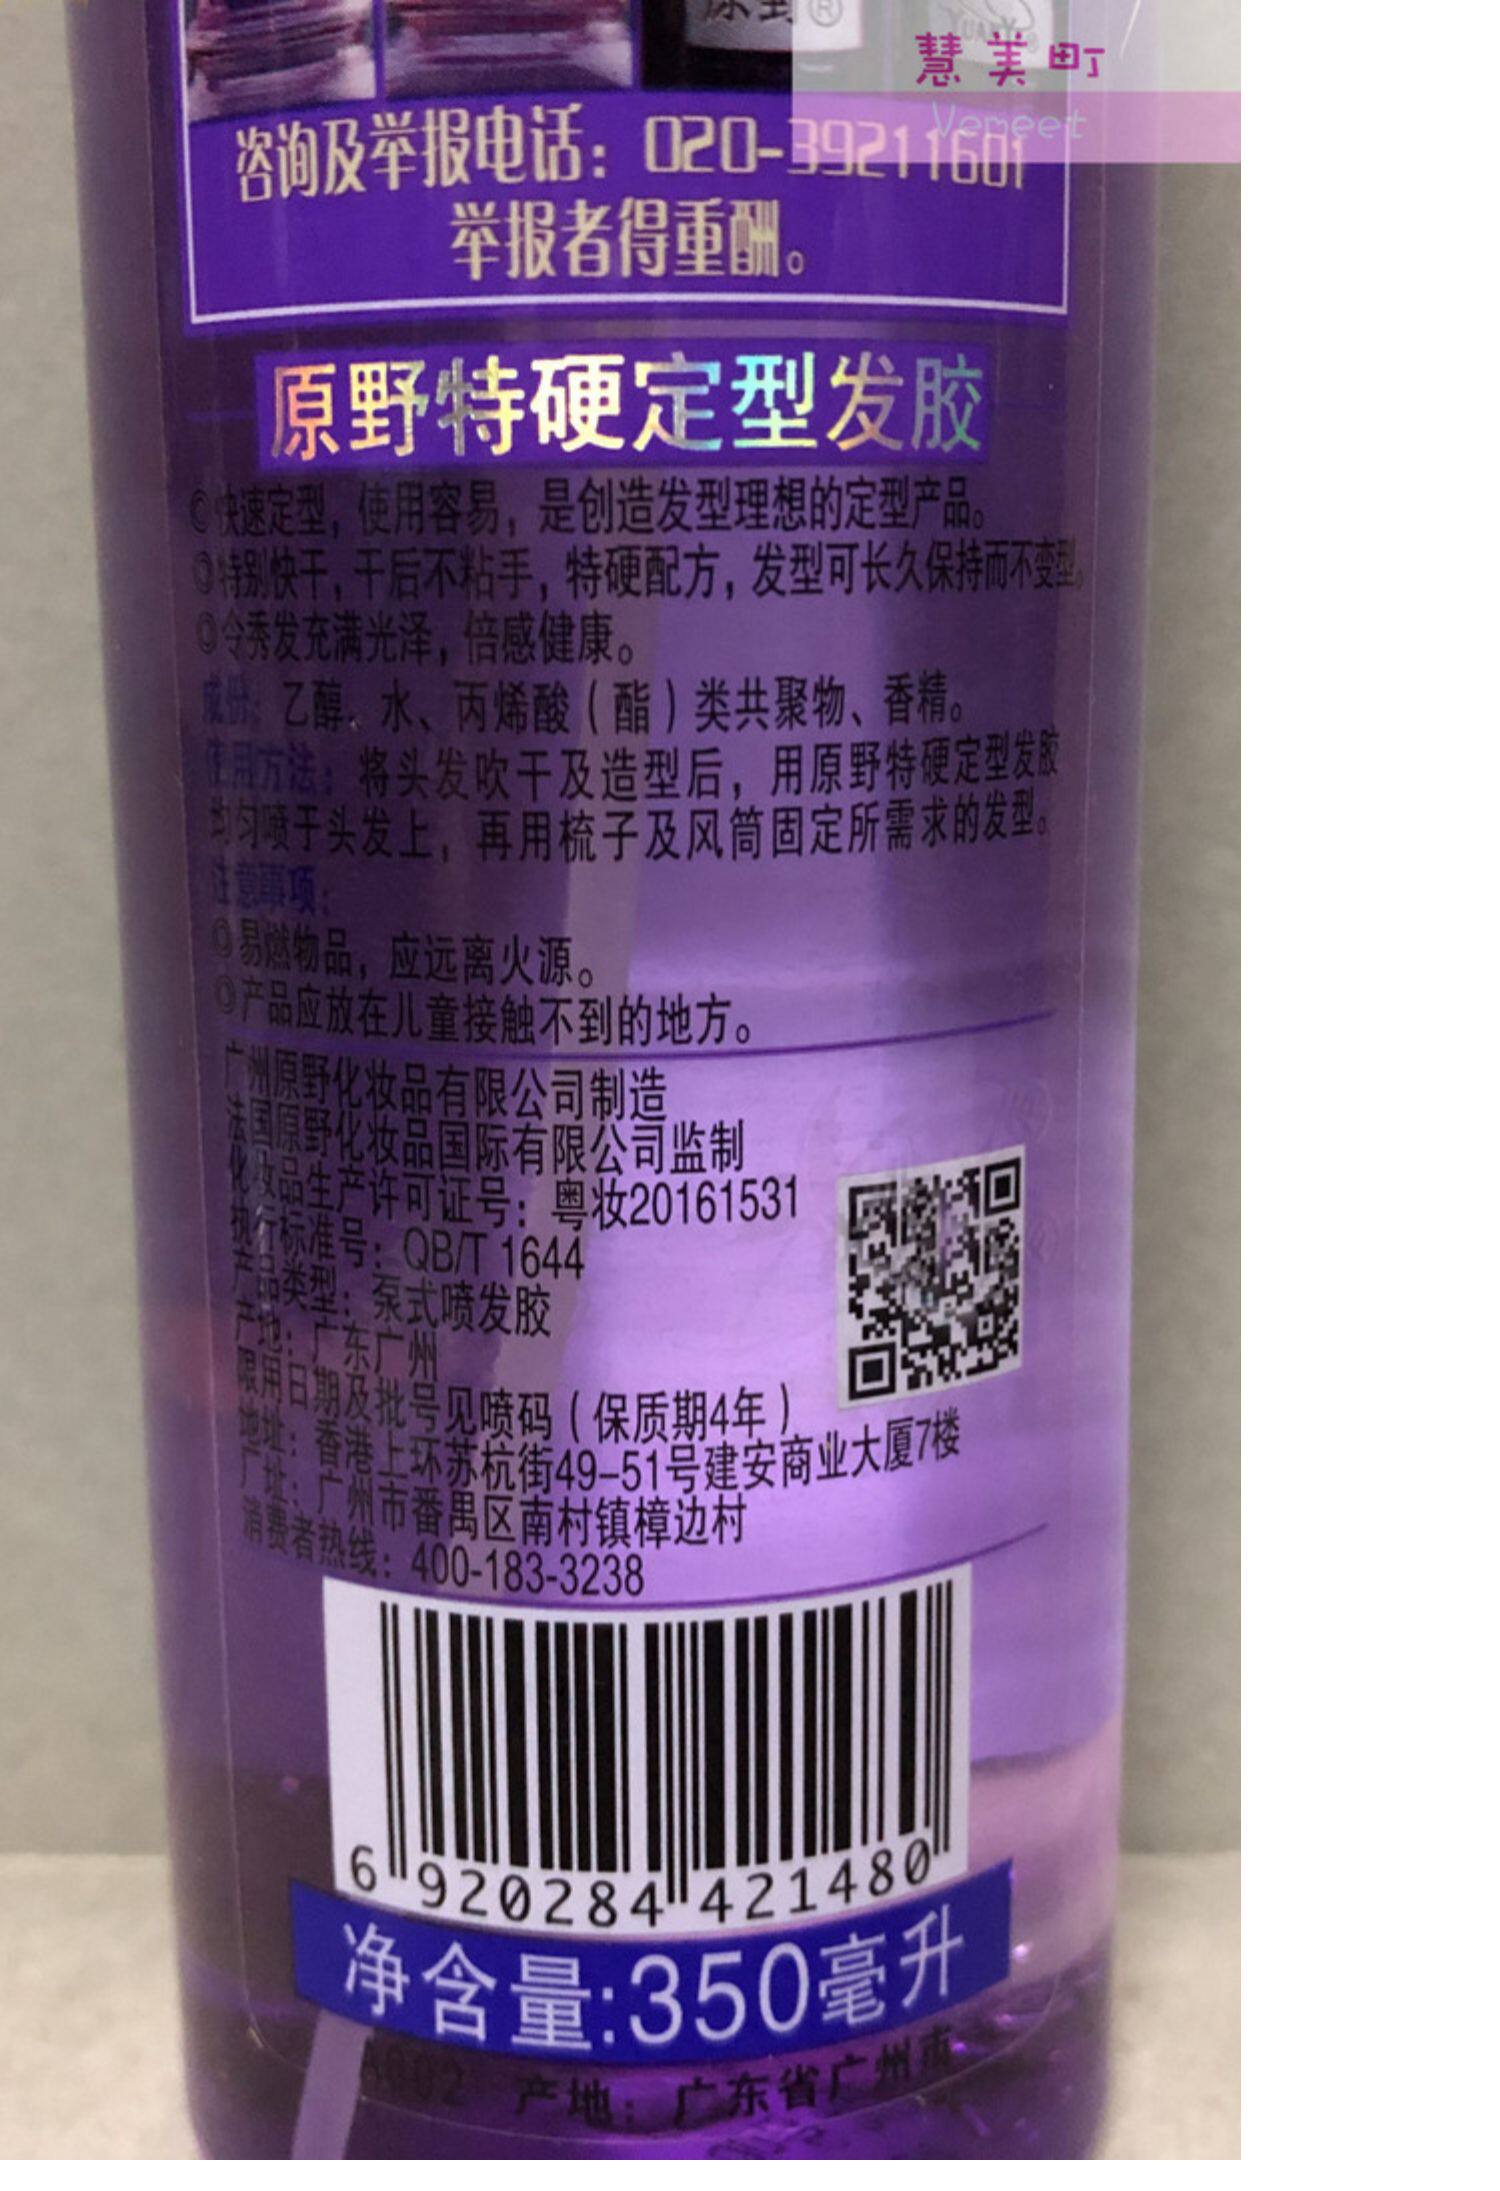 原野®
慧美町
Vemeet
咨询及举报电话：020-39211601
举报者得重酬。
原野特硬定型发胶
◎快速定型，使用容易，是创造发型理想的定型产品。
◎特别快干，干后不粘手，特硬配方，发型可长久保持而不变型。
◎令秀发充满光泽，倍感健康。
成份：乙醇、水、丙烯酸（酯）类共聚物、香精。
使用方法：将头发吹干及造型后，用原野特硬定型发胶
均匀喷于头发上，再用梳子及风筒固定所需求的发型。
注意事项：
◎易燃物品，应远离火源。
◎产品应放在儿童接触不到的地方。
广州原野化妆品有限公司制造
法国原野化妆品国际有限公司监制
化妆品生产许可证号：粤妆20161531
执行标准号：QB/T 1644
产品类型：泵式喷发胶
产地：广东广州
限用日期及批号见喷码（保质期4年）
地址：香港上环苏杭街49-51号建安商业大厦7楼
厂址：广州市番禺区南村镇樟边村
消费者热线：400-183-3238
6 920284 421480
净含量:350毫升
产地：广东省广州市